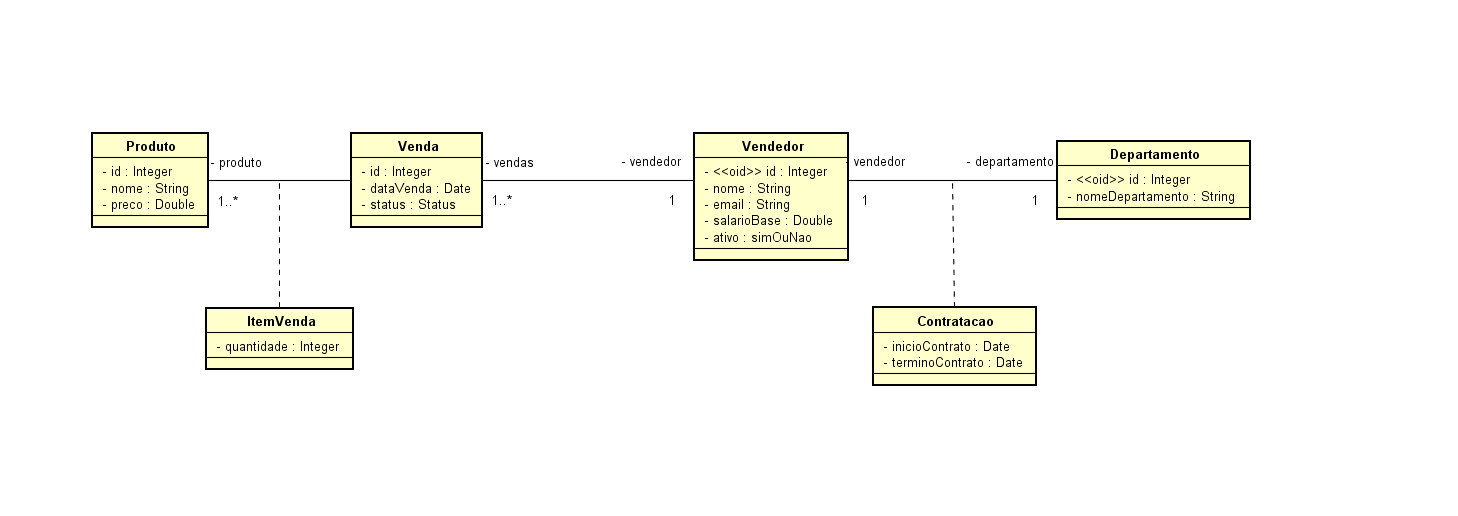 Produto
- id : Integer
- nome : String
- preco : Double
- produto
1..*
Venda
- id : Integer
- dataVenda : Date
- status : Status
- vendas
1..*
- vendedor
1
Vendedor
- <<oid>> id : Integer
- nome : String
- email : String
- salarioBase : Double
- ativo : simOuNao
- vendedor
1
- departamento
1
Departamento
- <<oid>> id : Integer
- nomeDepartamento : String
ItemVenda
- quantidade : Integer
Contratacao
- inicioContrato : Date
- terminoContrato : Date